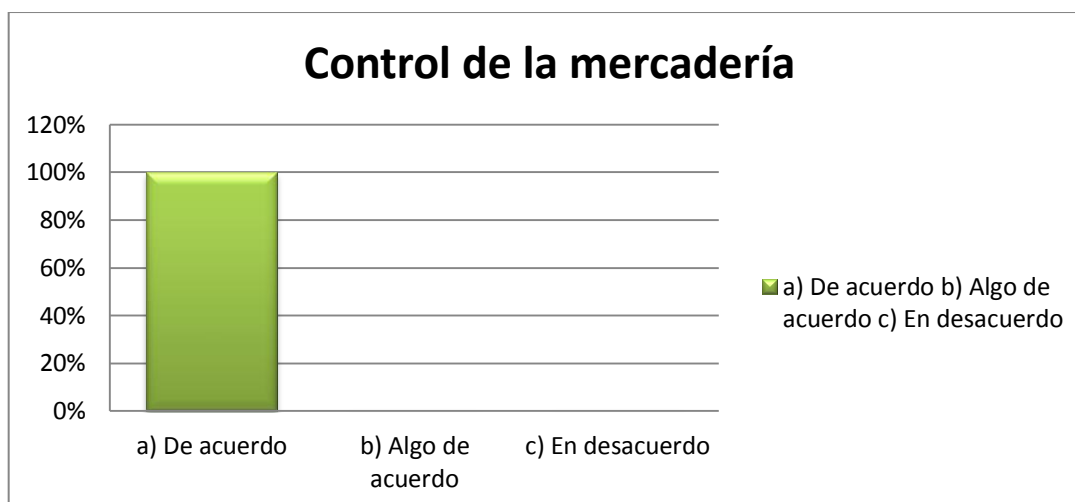 Control de la mercadería
120%
100%
80%
60%
40%
20%
0%
a) De acuerdo
b) Algo de
acuerdo
c) En desacuerdo
a) De acuerdo b) Algo de
acuerdo c) En desacuerdo